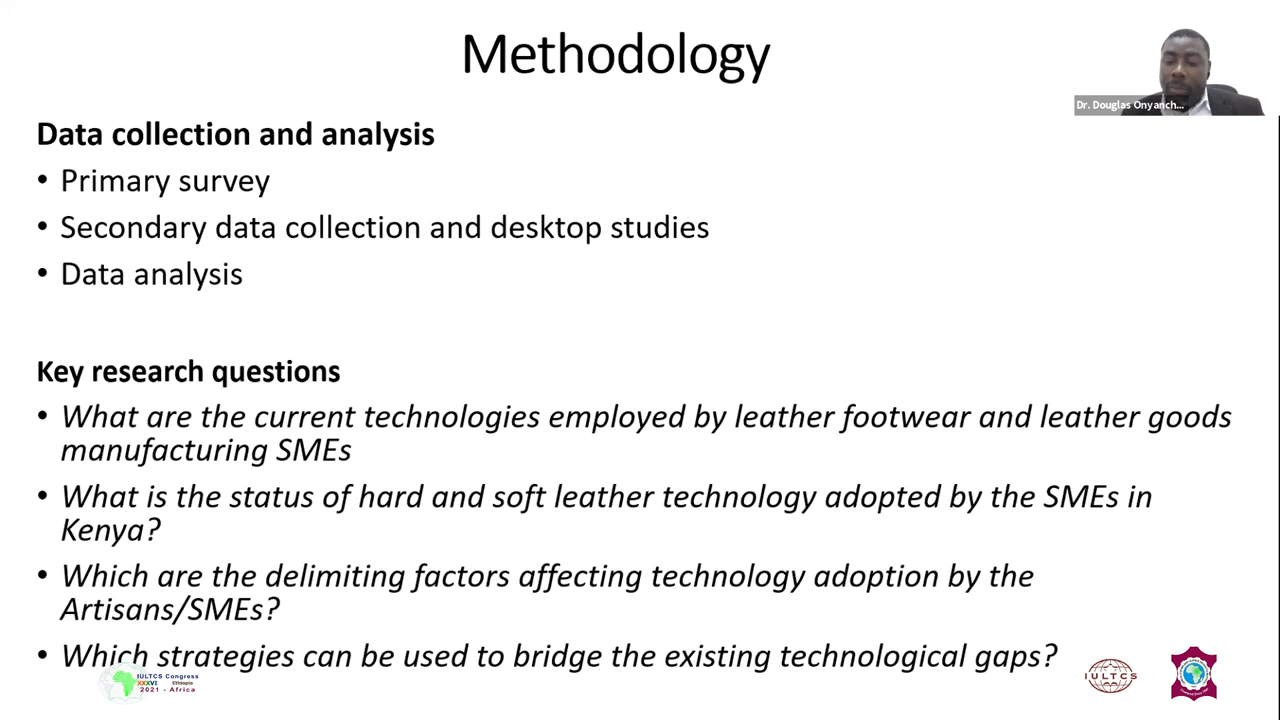 Methodology
Dr. Douglas Onyanch...
Data collection and analysis
• Primary survey
• Secondary data collection and desktop studies
• Data analysis
Key research questions
• What are the current technologies employed by leather footwear and leather goods
manufacturing SMEs
• What is the status of hard and soft leather technology adopted by the SMEs in
Kenya?
• Which are the delimiting factors affecting technology adoption by the
Artisans/SMEs?
• Which strategies can be used to bridge the existing technological gaps?
IULTCS Congress
XXXVI Ethiopia
2021 - Africa
IULTCS